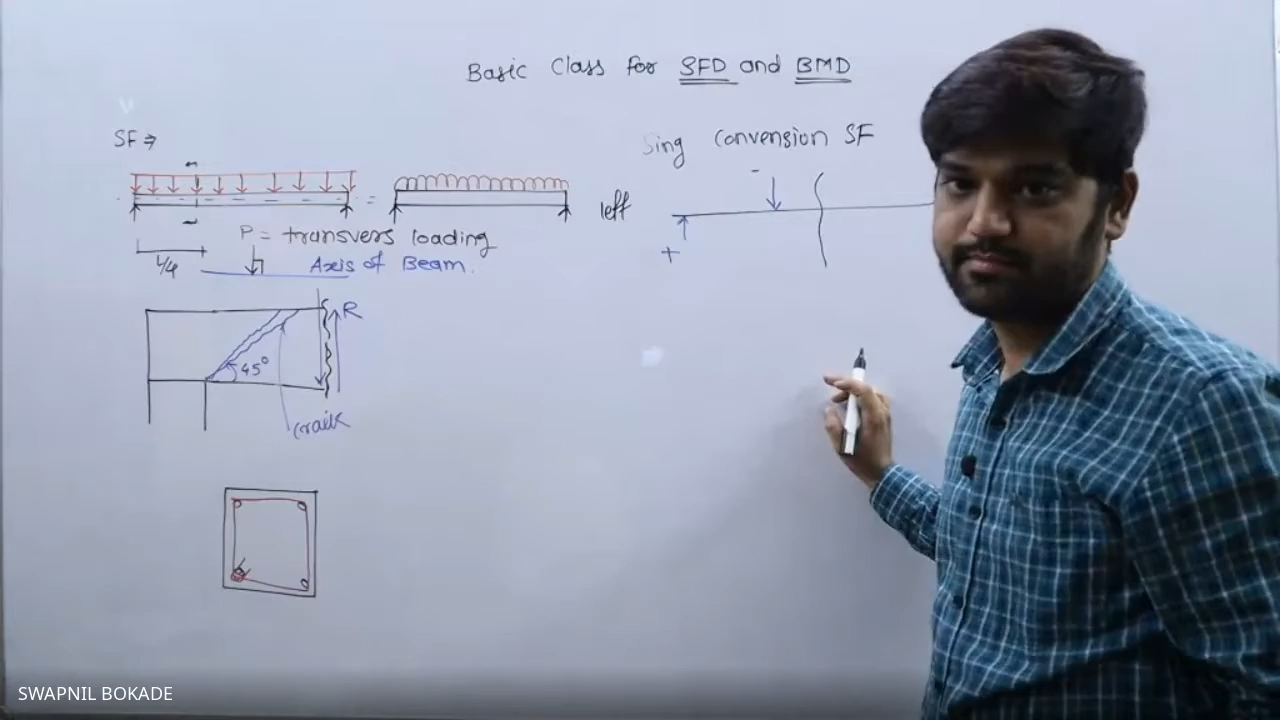 Basic Class for SFD and BMD
SF ⇒
Sing Convension SF
-
=
left
+
P = transvers loading
L/4
Axis of Beam.
R
45°
crack
SWAPNIL BOKADE